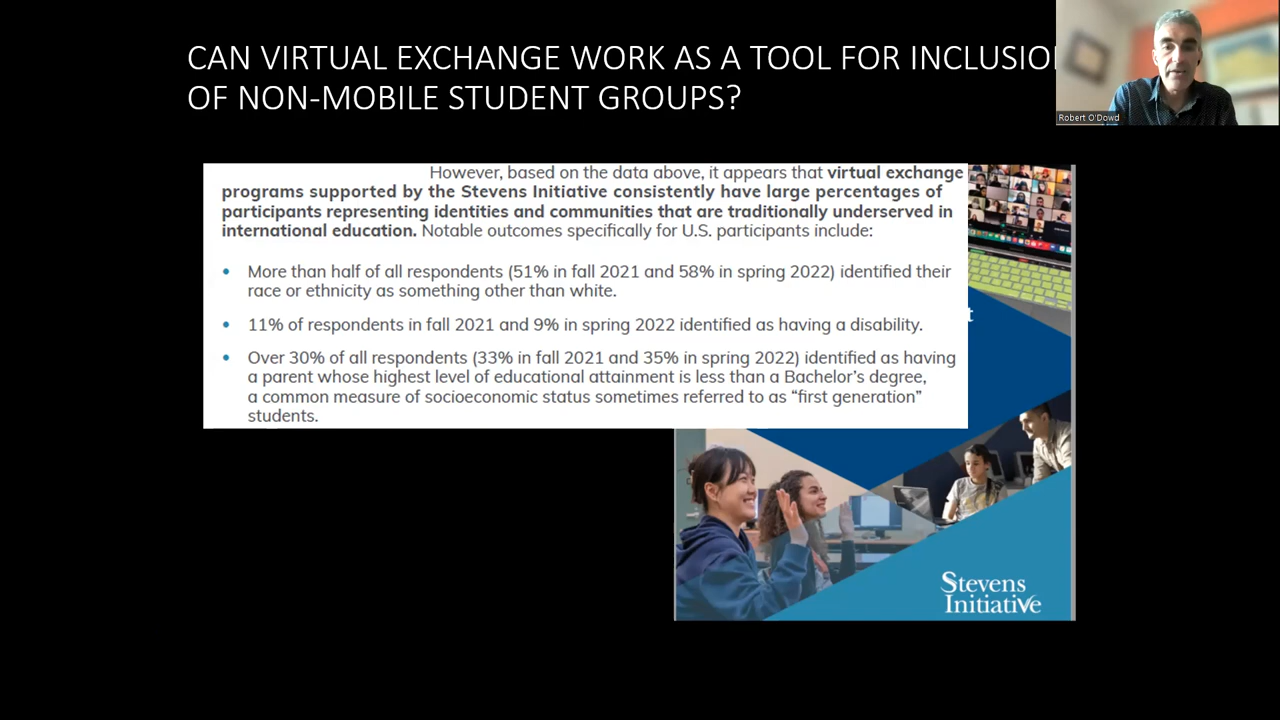 CAN VIRTUAL EXCHANGE WORK AS A TOOL FOR INCLUSION
OF NON-MOBILE STUDENT GROUPS?
Robert O'Dowd
However, based on the data above, it appears that virtual exchange
programs supported by the Stevens Initiative consistently have large percentages of
participants representing identities and communities that are traditionally underserved in
international education. Notable outcomes specifically for U.S. participants include:
• More than half of all respondents (51% in fall 2021 and 58% in spring 2022) identified their
race or ethnicity as something other than white.
• 11% of respondents in fall 2021 and 9% in spring 2022 identified as having a disability.
• Over 30% of all respondents (33% in fall 2021 and 35% in spring 2022) identified as having
a parent whose highest level of educational attainment is less than a Bachelor’s degree,
a common measure of socioeconomic status sometimes referred to as “first generation”
students.
t
Stevens
Initiative